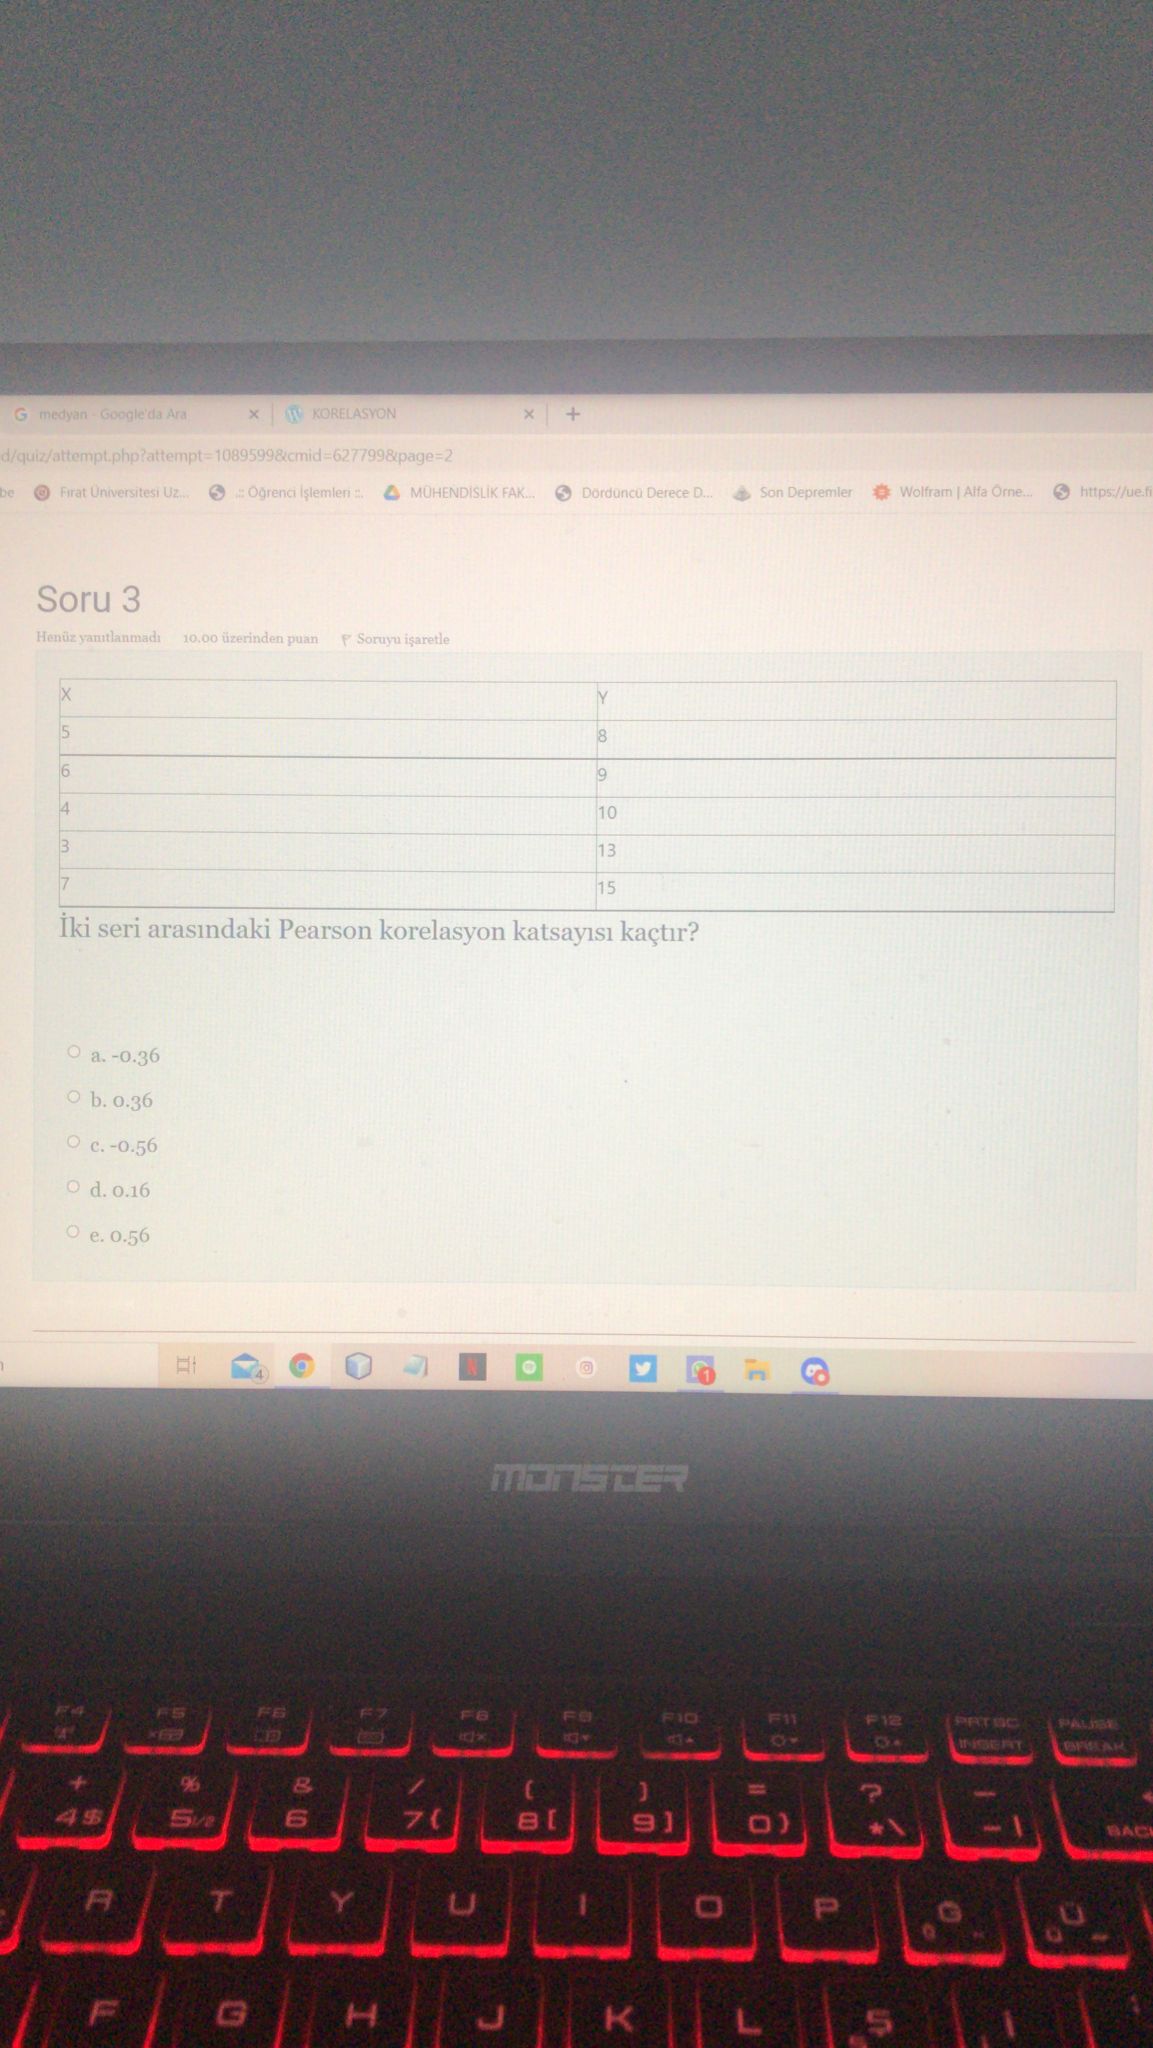 medyan - Google'da Ara
KORELASYON
d/quiz/attempt.php?attempt=1089599&cmid=627799&page=2
be Fırat Üniversitesi Uz... .:: Öğrenci İşlemleri ::. MÜHENDİSLİK FAK... Dördüncü Derece D... Son Depremler Wolfram | Alfa Örne... https://ue.fi
Soru 3
Henüz yanıtlanmadı 10.00 üzerinden puan Soruyu işaretle
X Y
5 8
6 9
4 10
3 13
7 15
İki seri arasındaki Pearson korelasyon katsayısı kaçtır?
a. -0.36
b. 0.36
c. -0.56
d. 0.16
e. 0.56
4 1
MONSTER
F4 F5 F6 F7 F8 F9 F10 F11 F12 PRTSC PAUSE
INSERT BREAK
+ % & / ( ) = ? _
4$ 5½ 6 7{ 8[ 9] 0} *\ -| BAC
R T Y U I O P Ğ Ü
F G H J K L Ş İ